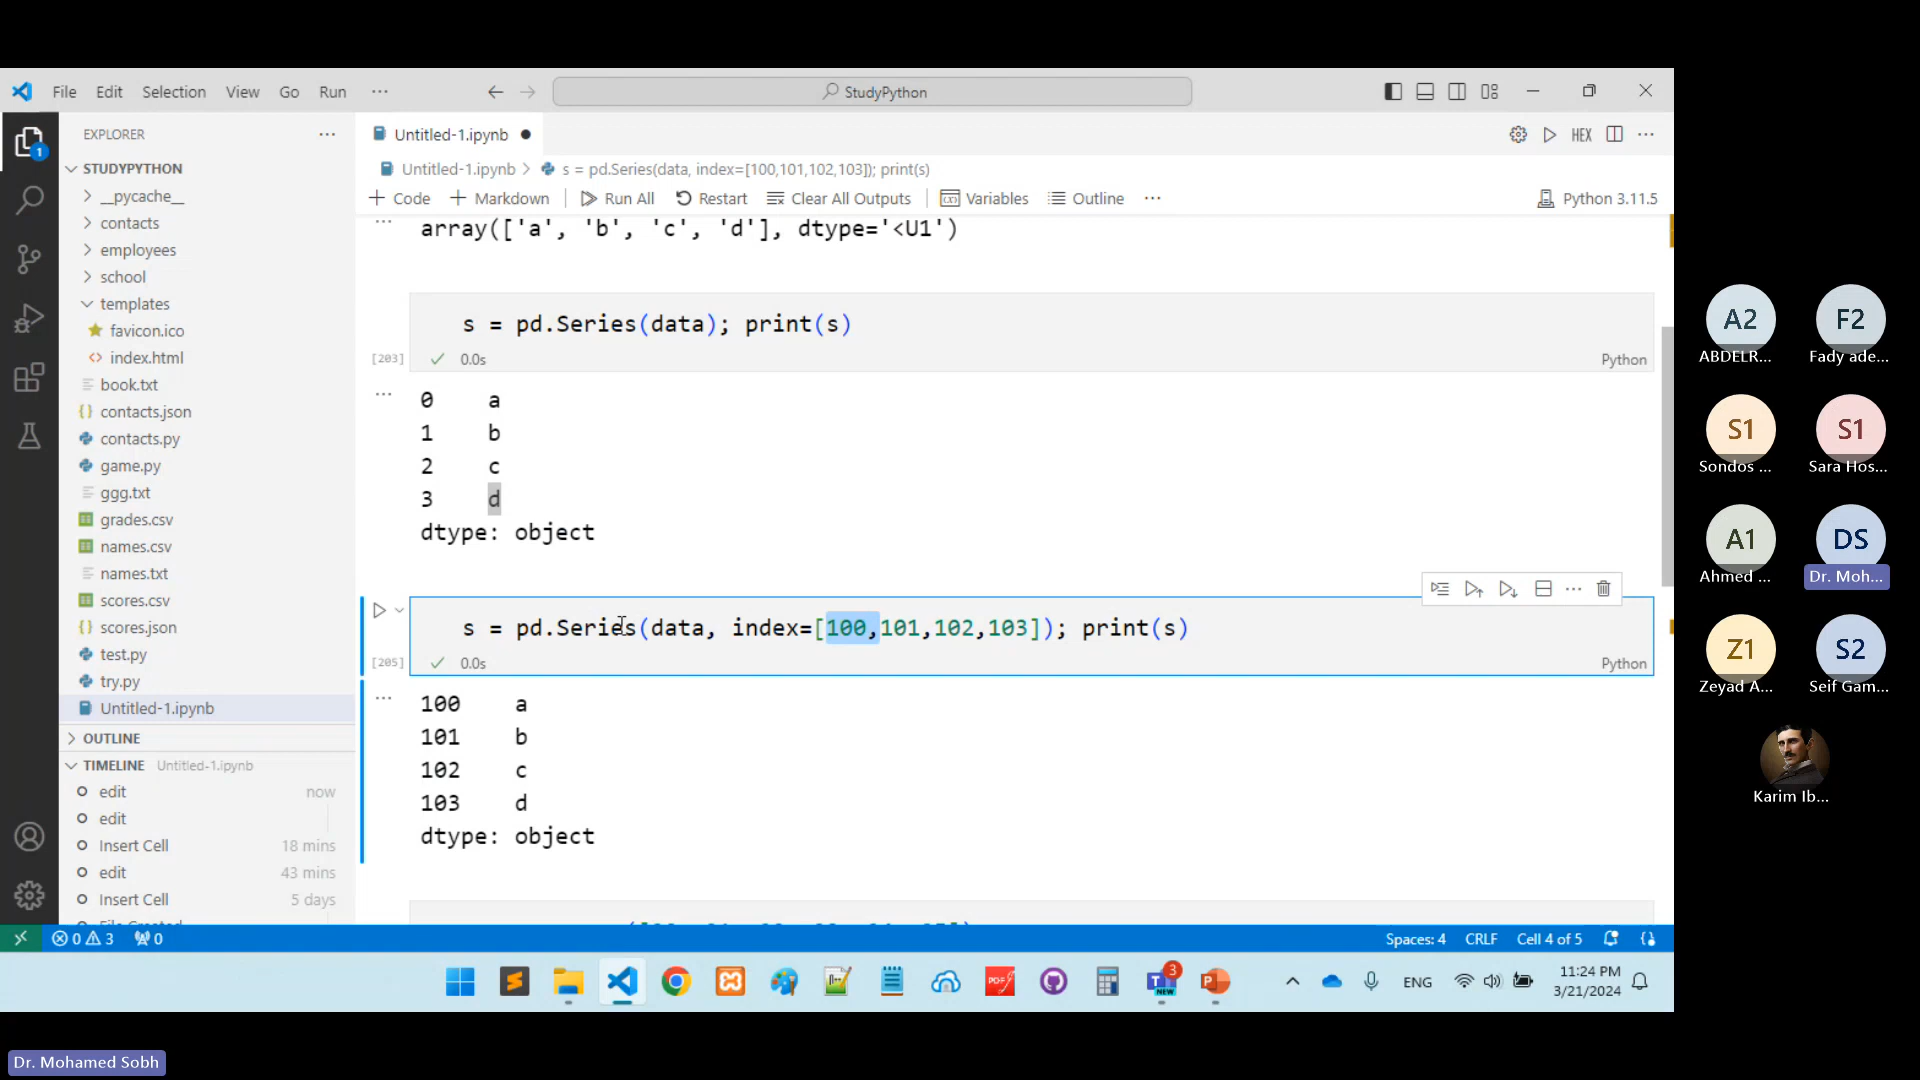 File Edit Selection View Go Run ··· StudyPython
EXPLORER ···
Untitled-1.ipynb
HEX ···
STUDYPYTHON
__pycache__
contacts
employees
school
templates
favicon.ico
index.html
book.txt
contacts.json
contacts.py
game.py
ggg.txt
grades.csv
names.csv
names.txt
scores.csv
scores.json
test.py
try.py
Untitled-1.ipynb
OUTLINE
TIMELINE Untitled-1.ipynb
edit now
edit
Insert Cell 18 mins
edit 43 mins
Insert Cell 5 days
Untitled-1.ipynb > s = pd.Series(data, index=[100,101,102,103]); print(s)
+ Code + Markdown Run All Restart Clear All Outputs Variables Outline ··· Python 3.11.5
array(['a', 'b', 'c', 'd'], dtype='<U1')
s = pd.Series(data); print(s)
[203] 0.0s Python
0 a
1 b
2 c
3 d
dtype: object
s = pd.Series(data, index=[100,101,102,103]); print(s)
[205] 0.0s Python
100 a
101 b
102 c
103 d
dtype: object
0 3 0 Spaces: 4 CRLF Cell 4 of 5
ENG 11:24 PM
3/21/2024
A2 F2
ABDELR... Fady ade...
S1 S1
Sondos ... Sara Hos...
A1 DS
Ahmed ... Dr. Moh...
Z1 S2
Zeyad A... Seif Gam...
Karim Ib...
Dr. Mohamed Sobh